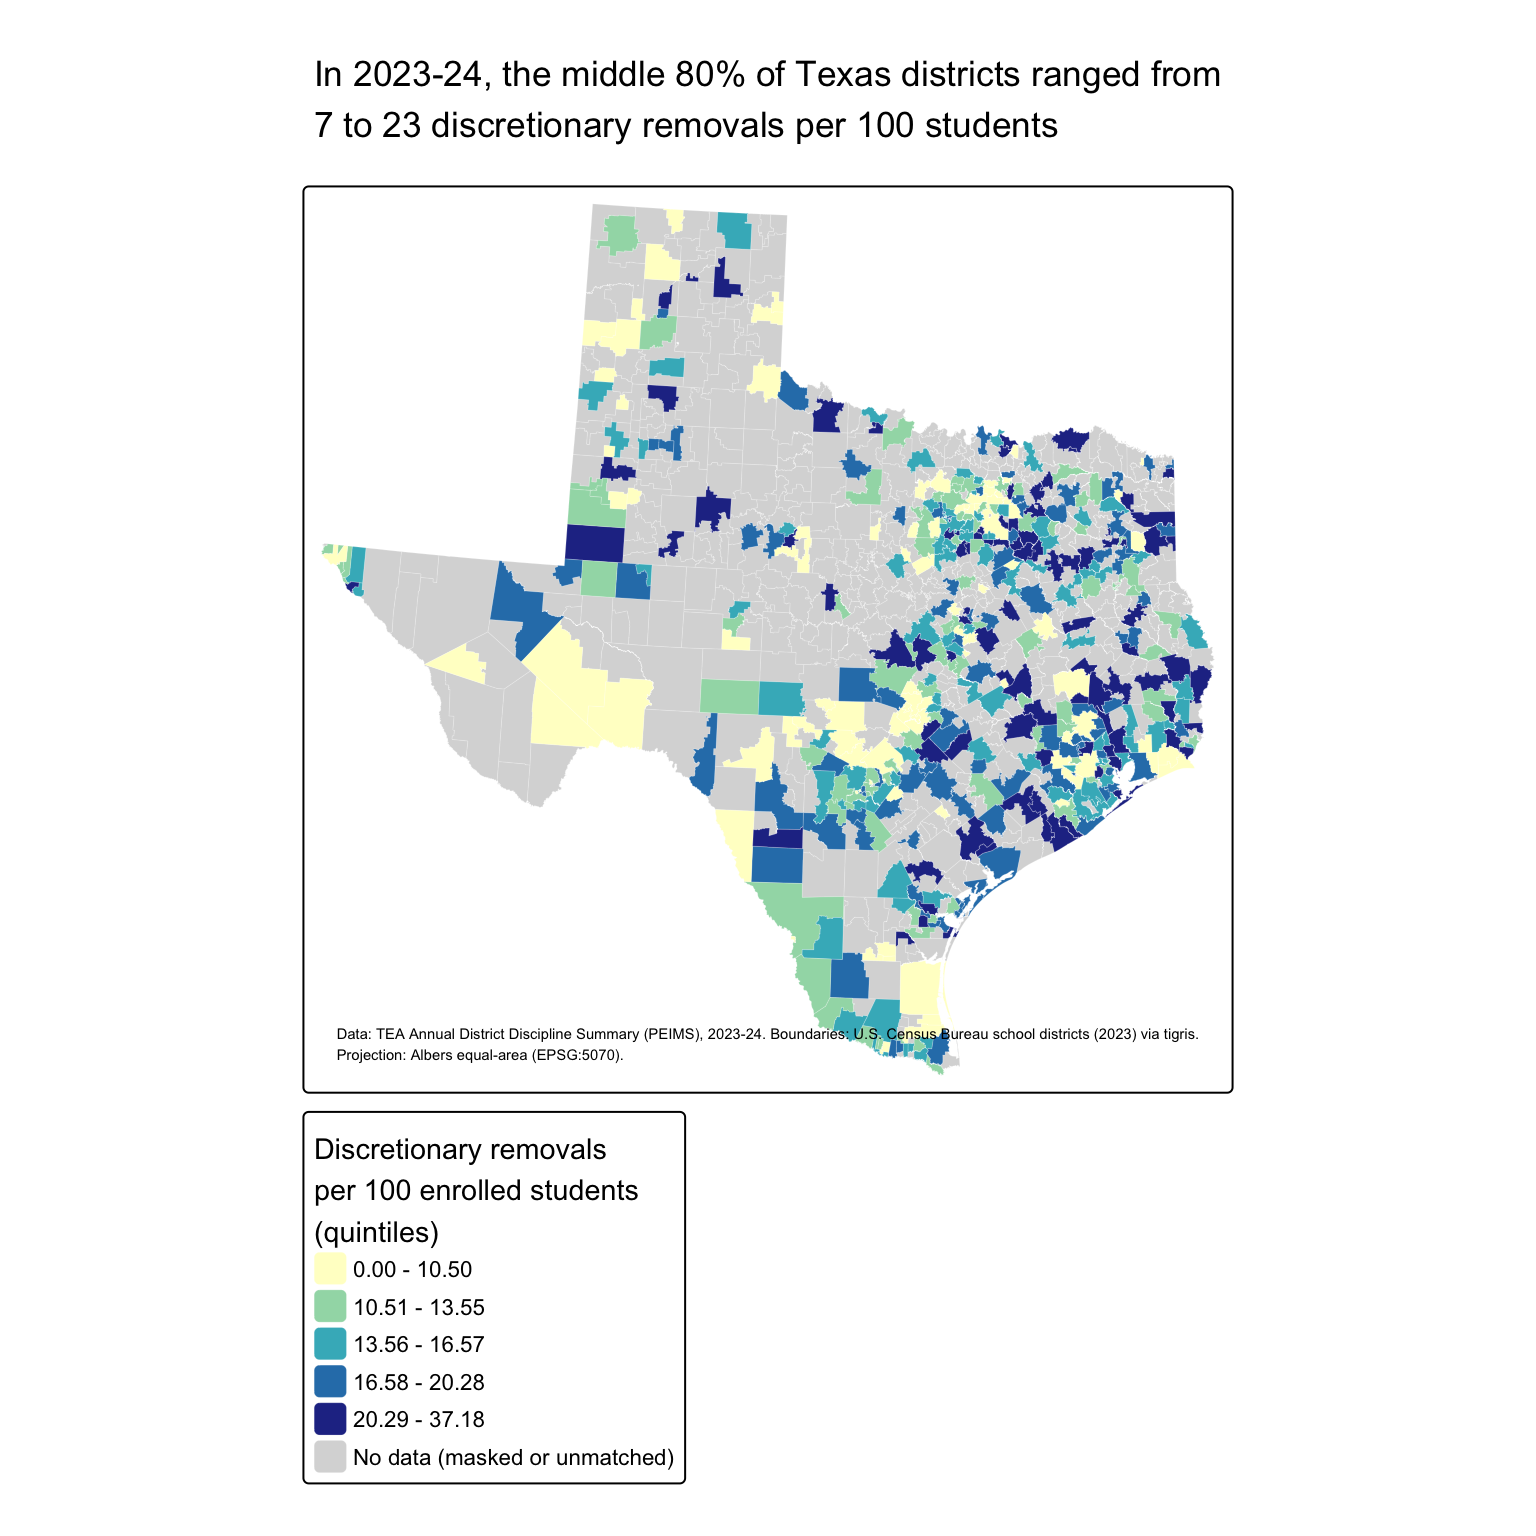 In 2023-24, the middle 80% of Texas districts ranged from
7 to 23 discretionary removals per 100 students
Data: TEA Annual District Discipline Summary (PEIMS), 2023-24. Boundaries: U.S. Census Bureau school districts (2023) via tigris.
Projection: Albers equal-area (EPSG:5070).
Discretionary removals
per 100 enrolled students
(quintiles)
0.00 - 10.50
10.51 - 13.55
13.56 - 16.57
16.58 - 20.28
20.29 - 37.18
No data (masked or unmatched)